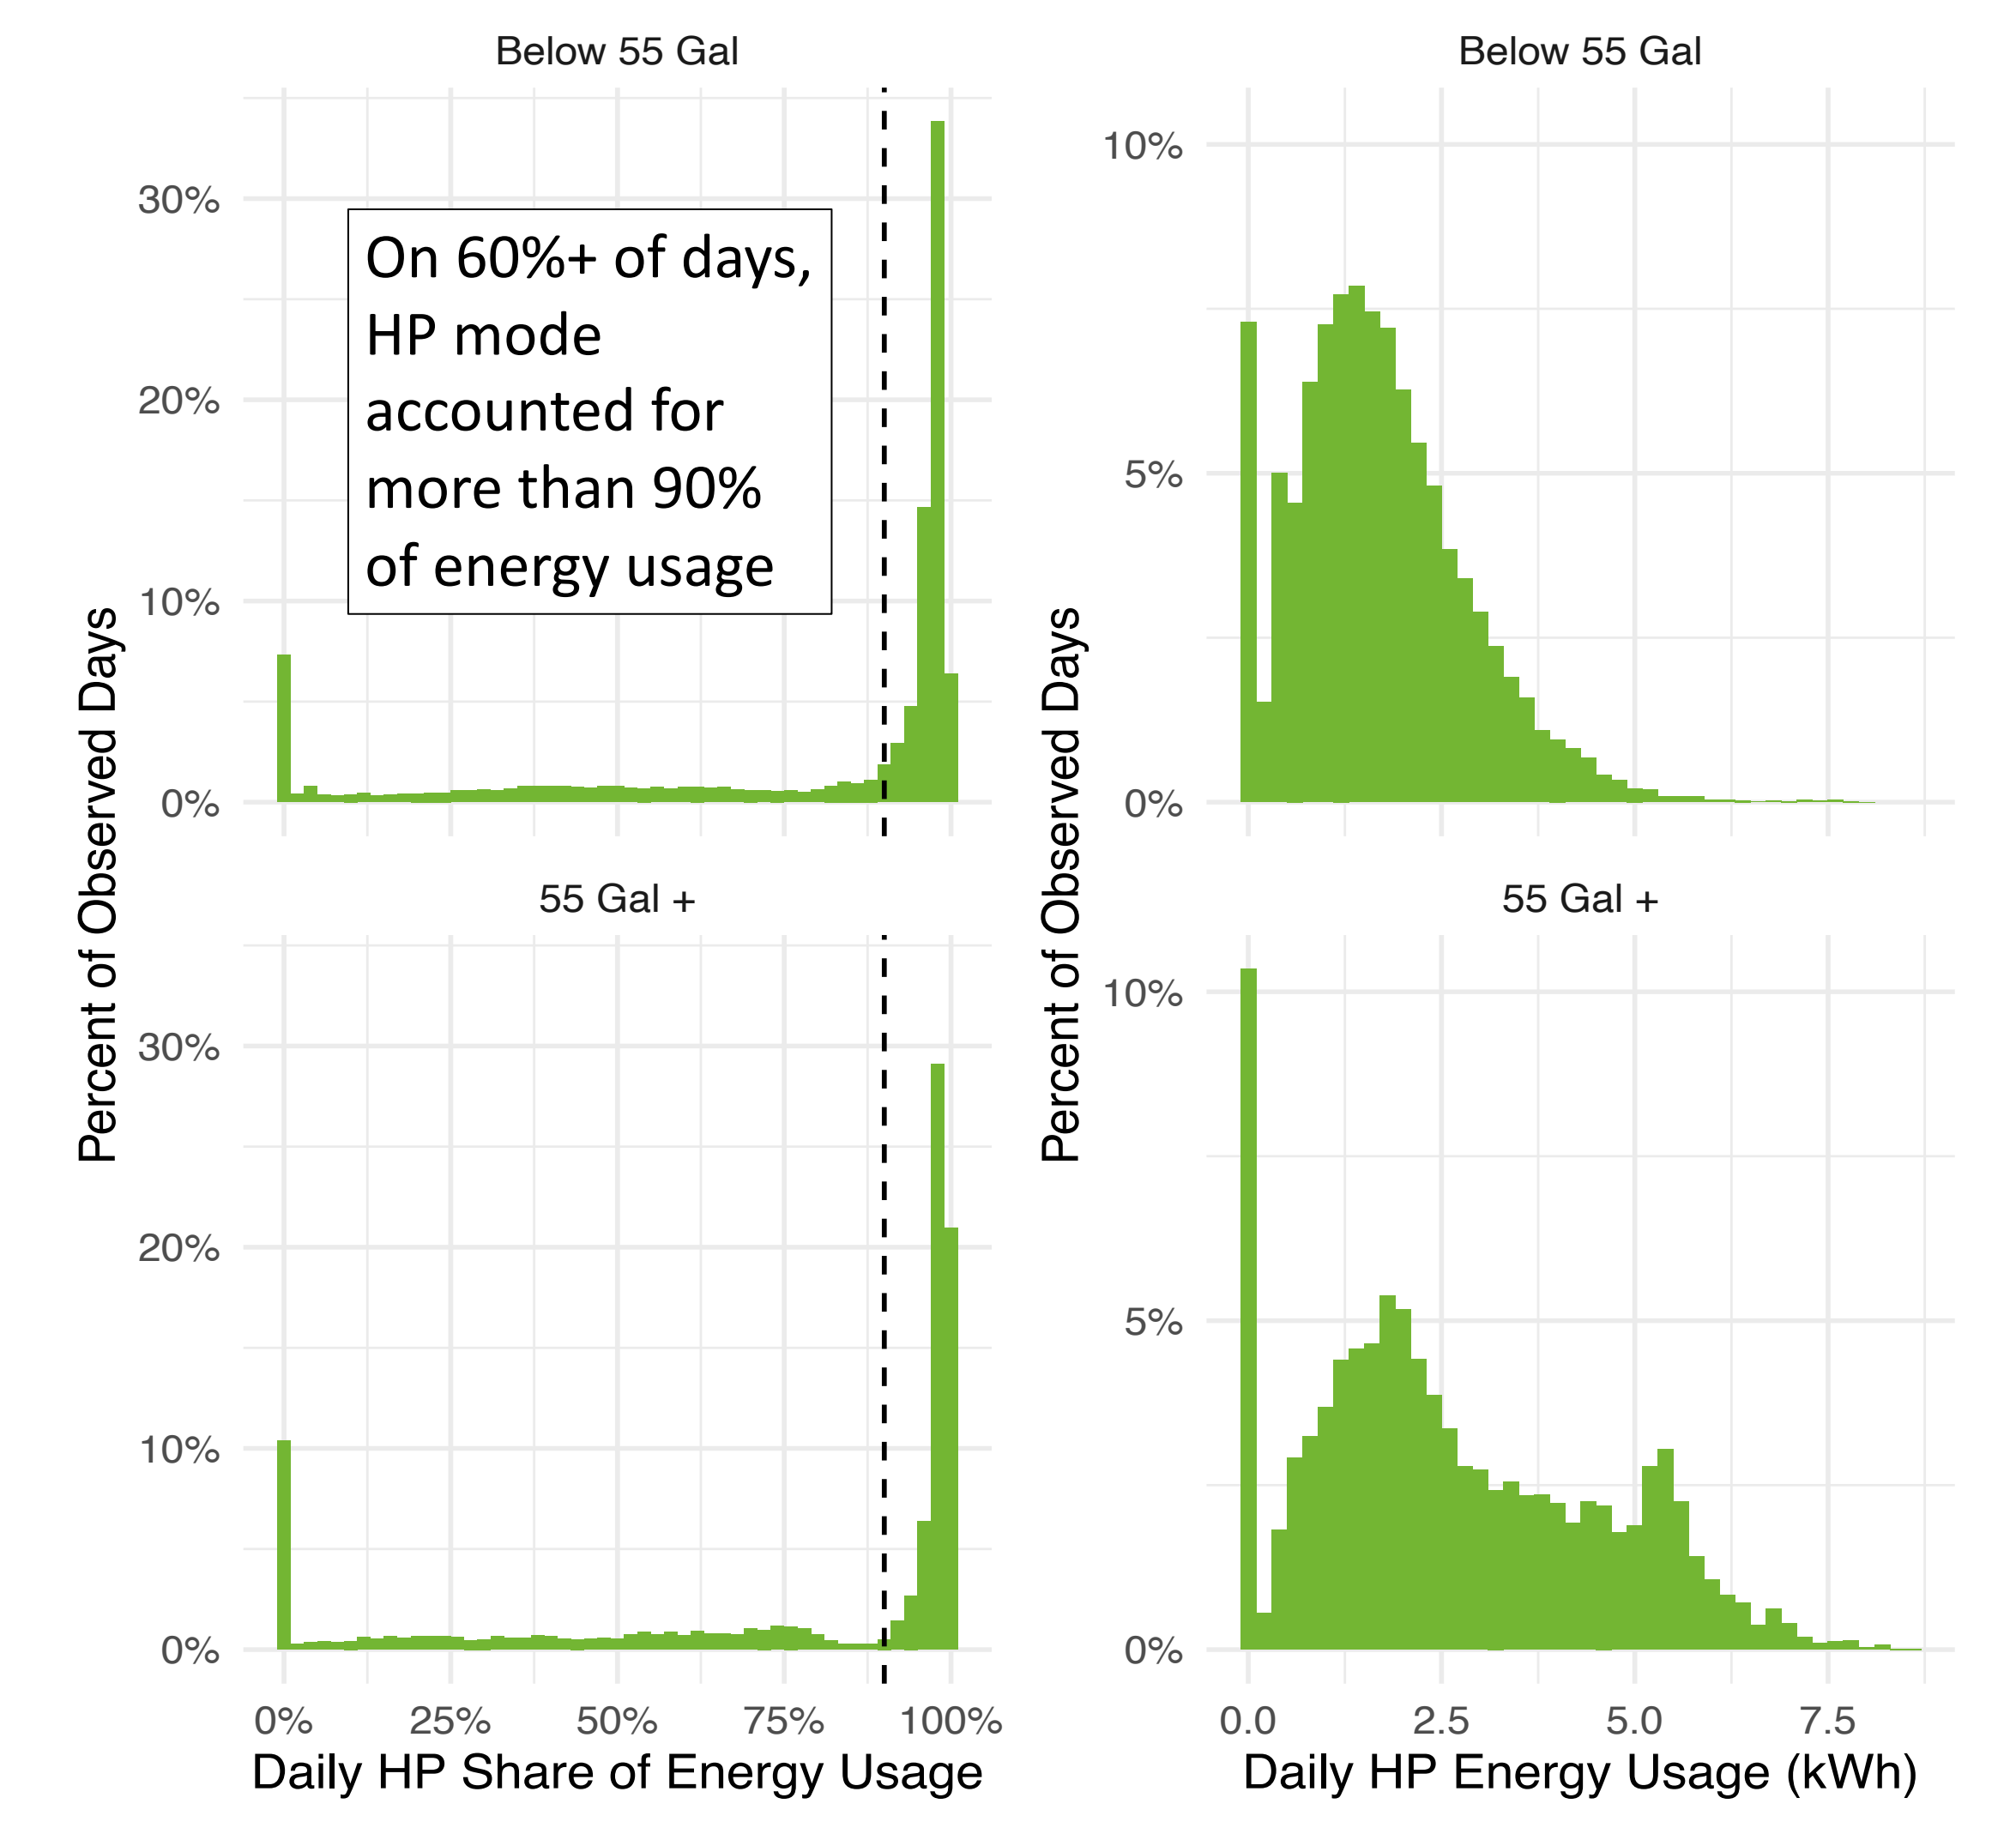 Below 55 Gal
30%
20%
10%
0%
On 60%+ of days,
HP mode
accounted for
more than 90%
of energy usage
55 Gal +
30%
20%
10%
0%
0% 25% 50% 75% 100%
Daily HP Share of Energy Usage
Percent of Observed Days
Below 55 Gal
10%
5%
0%
55 Gal +
10%
5%
0%
0.0 2.5 5.0 7.5
Daily HP Energy Usage (kWh)
Percent of Observed Days